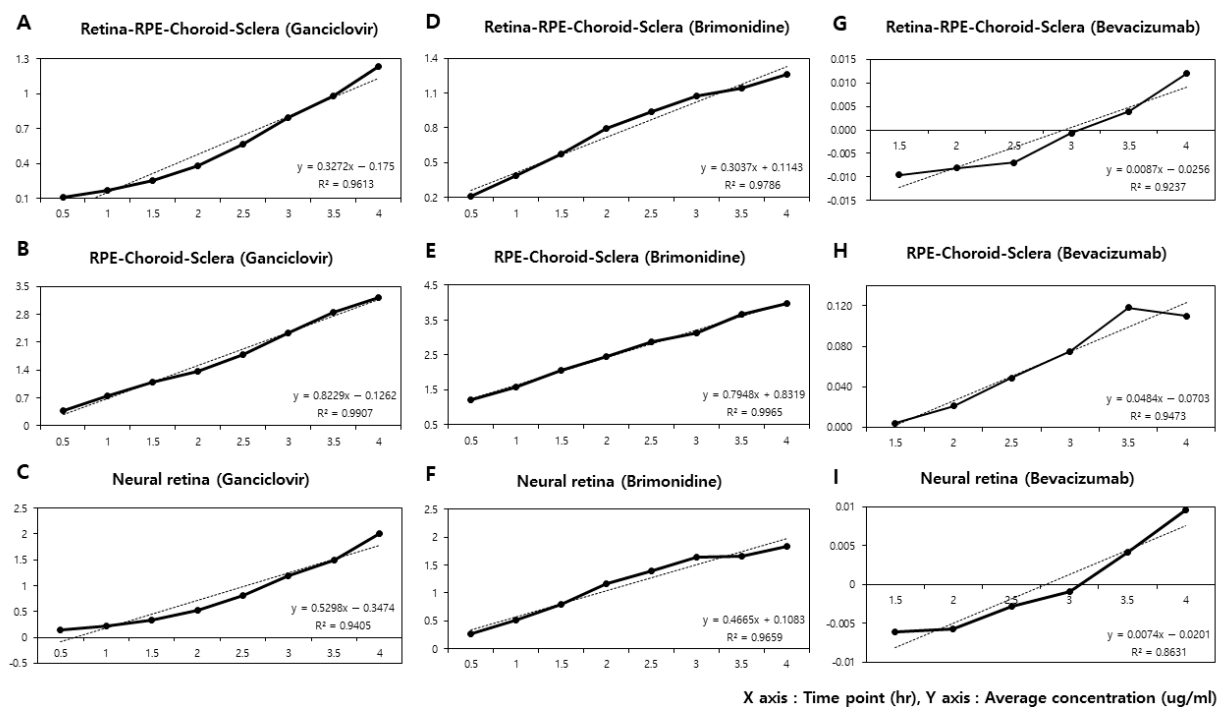 A
Retina-RPE-Choroid-Sclera (Ganciclovir)
1.3
1
0.7
0.4
0.1
y = 0.3272x − 0.175
R² = 0.9613
0.5 1 1.5 2 2.5 3 3.5 4
D
Retina-RPE-Choroid-Sclera (Brimonidine)
1.4
1.1
0.8
0.5
0.2
y = 0.3037x + 0.1143
R² = 0.9786
0.5 1 1.5 2 2.5 3 3.5 4
G
Retina-RPE-Choroid-Sclera (Bevacizumab)
0.015
0.010
0.005
0.000
-0.005
-0.010
-0.015
1.5 2 2.5 3 3.5 4
y = 0.0087x − 0.0256
R² = 0.9237
B
RPE-Choroid-Sclera (Ganciclovir)
3.5
2.8
2.1
1.4
0.7
0
y = 0.8229x − 0.1262
R² = 0.9907
0.5 1 1.5 2 2.5 3 3.5 4
E
RPE-Choroid-Sclera (Brimonidine)
4.5
3.5
2.5
1.5
0.5
y = 0.7948x + 0.8319
R² = 0.9965
0.5 1 1.5 2 2.5 3 3.5 4
H
RPE-Choroid-Sclera (Bevacizumab)
0.120
0.080
0.040
0.000
y = 0.0484x − 0.0703
R² = 0.9473
1.5 2 2.5 3 3.5 4
C
Neural retina (Ganciclovir)
2.5
2
1.5
1
0.5
0
-0.5
y = 0.5298x − 0.3474
R² = 0.9405
0.5 1 1.5 2 2.5 3 3.5 4
F
Neural retina (Brimonidine)
2.5
2
1.5
1
0.5
0
y = 0.4665x + 0.1083
R² = 0.9659
0.5 1 1.5 2 2.5 3 3.5 4
I
Neural retina (Bevacizumab)
0.01
0.005
0
-0.005
-0.01
1.5 2 2.5 3 3.5 4
y = 0.0074x − 0.0201
R² = 0.8631
X axis : Time point (hr), Y axis : Average concentration (ug/ml)